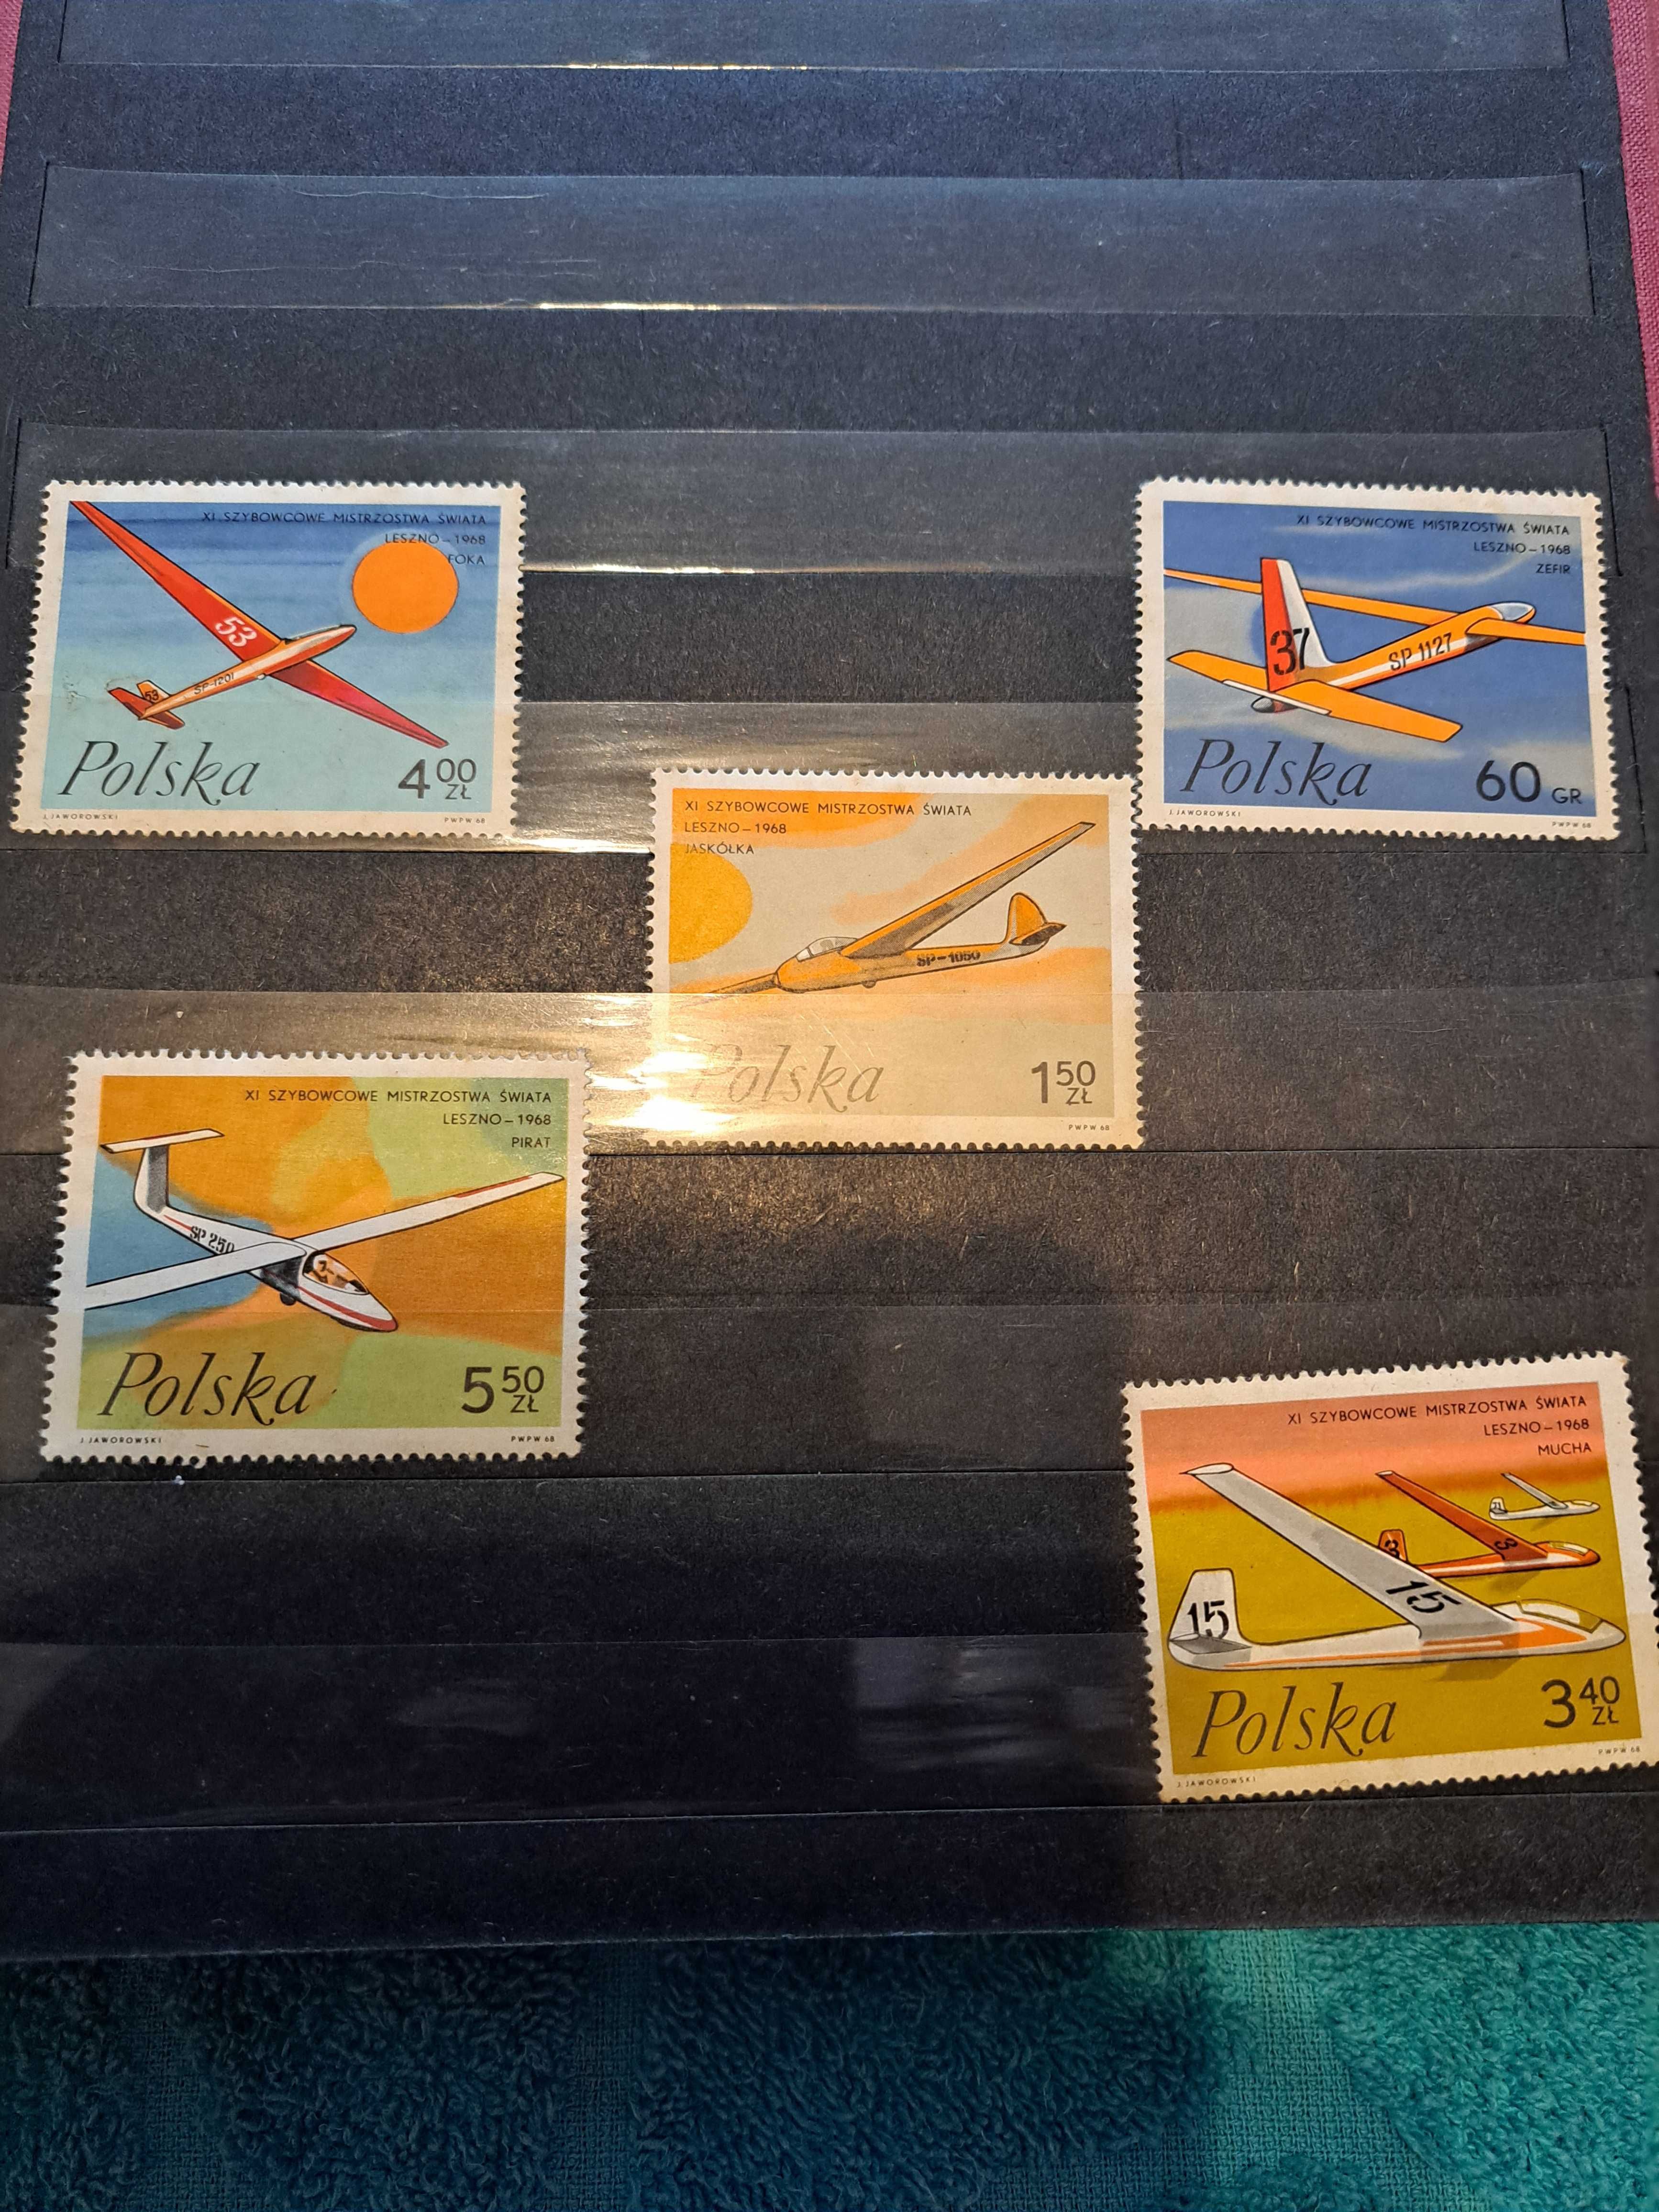 XI SZYBOWCOWE MISTRZOSTWA ŚWIATA
LESZNO – 1968
FOKA
53
53
SP-1201
Polska
4 00 ZŁ
J. JAWOROWSKI
PWPW 68
XI SZYBOWCOWE MISTRZOSTWA ŚWIATA
LESZNO – 1968
ZEFIR
37
SP 1127
Polska
60 GR
J. JAWOROWSKI
PWPW 68
XI SZYBOWCOWE MISTRZOSTWA ŚWIATA
LESZNO – 1968
JASKÓŁKA
SP-1050
Polska
1 50 ZŁ
PWPW 68
XI SZYBOWCOWE MISTRZOSTWA ŚWIATA
LESZNO – 1968
PIRAT
SP 250
Polska
5 50 ZŁ
J. JAWOROWSKI
PWPW 68
XI SZYBOWCOWE MISTRZOSTWA ŚWIATA
LESZNO – 1968
MUCHA
3
3
15
15
Polska
3 40 ZŁ
J. JAWOROWSKI
PWPW 68